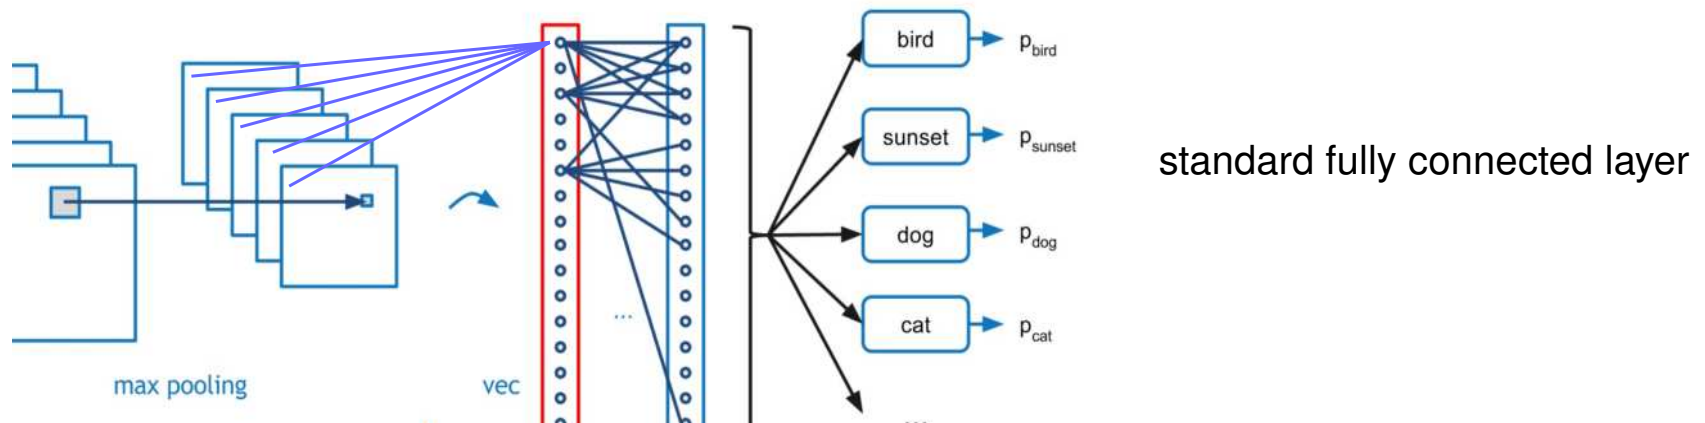 bird
p_bird
sunset
p_sunset
standard fully connected layer
dog
p_dog
cat
p_cat
...
max pooling
vec
...